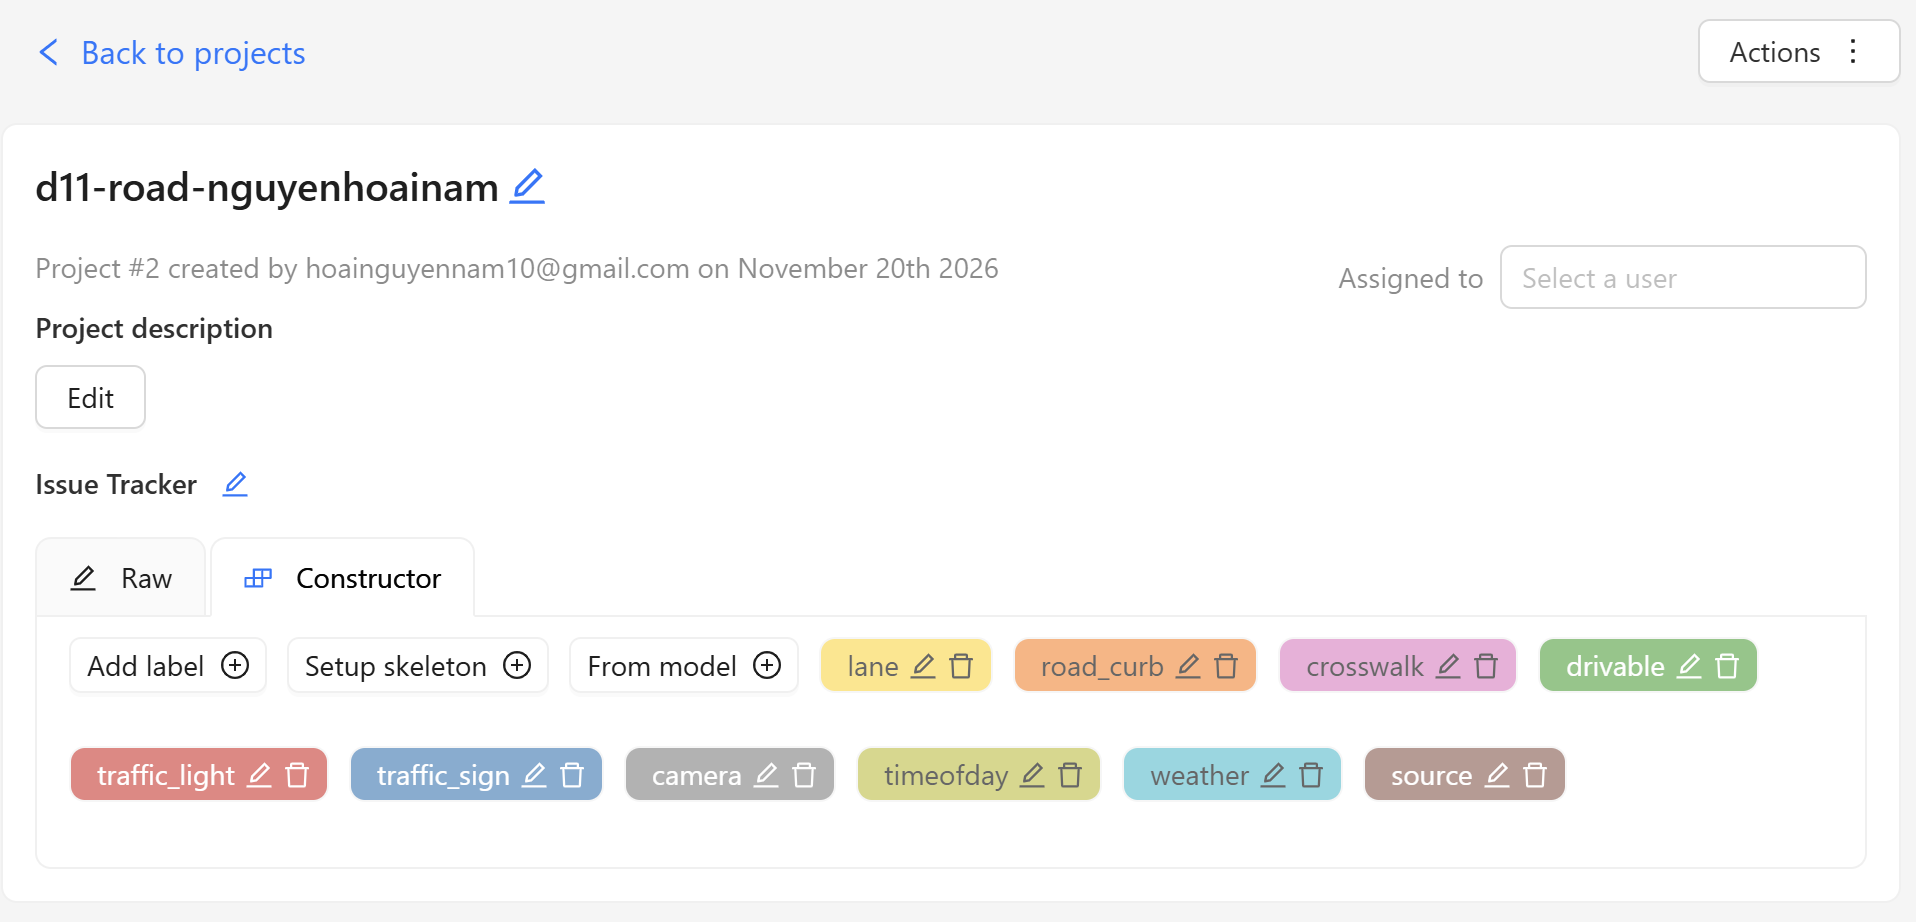 Back to projects
Actions
d11-road-nguyenhoainam
Project #2 created by hoainguyennam10@gmail.com on November 20th 2026
Assigned to
Select a user
Project description
Edit
Issue Tracker
Raw
Constructor
Add label
Setup skeleton
From model
lane
road_curb
crosswalk
drivable
traffic_light
traffic_sign
camera
timeofday
weather
source